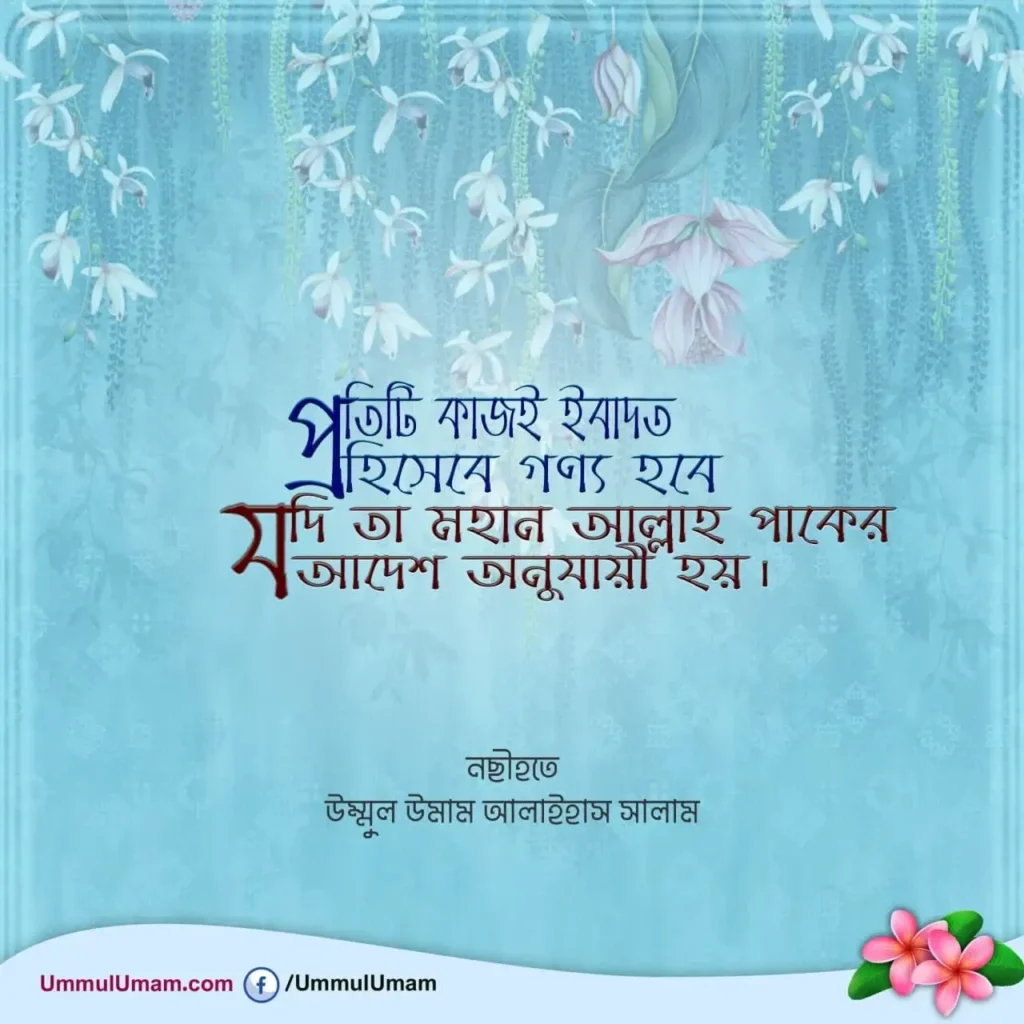 প্রতিটি কাজই ইবাদত
হিসেবে গণ্য হবে
যদি তা মহান আল্লাহ পাকের
আদেশ অনুযায়ী হয়।
নছীহতে
উম্মুল উমাম আলাইহাস সালাম
UmmulUmam.com f /UmmulUmam